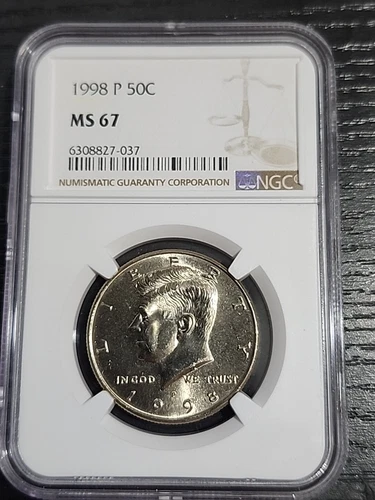 1998 P 50C
MS 67
6308827-037
NUMISMATIC GUARANTY CORPORATION NGC
LIBERTY
IN GOD WE TRUST
1998